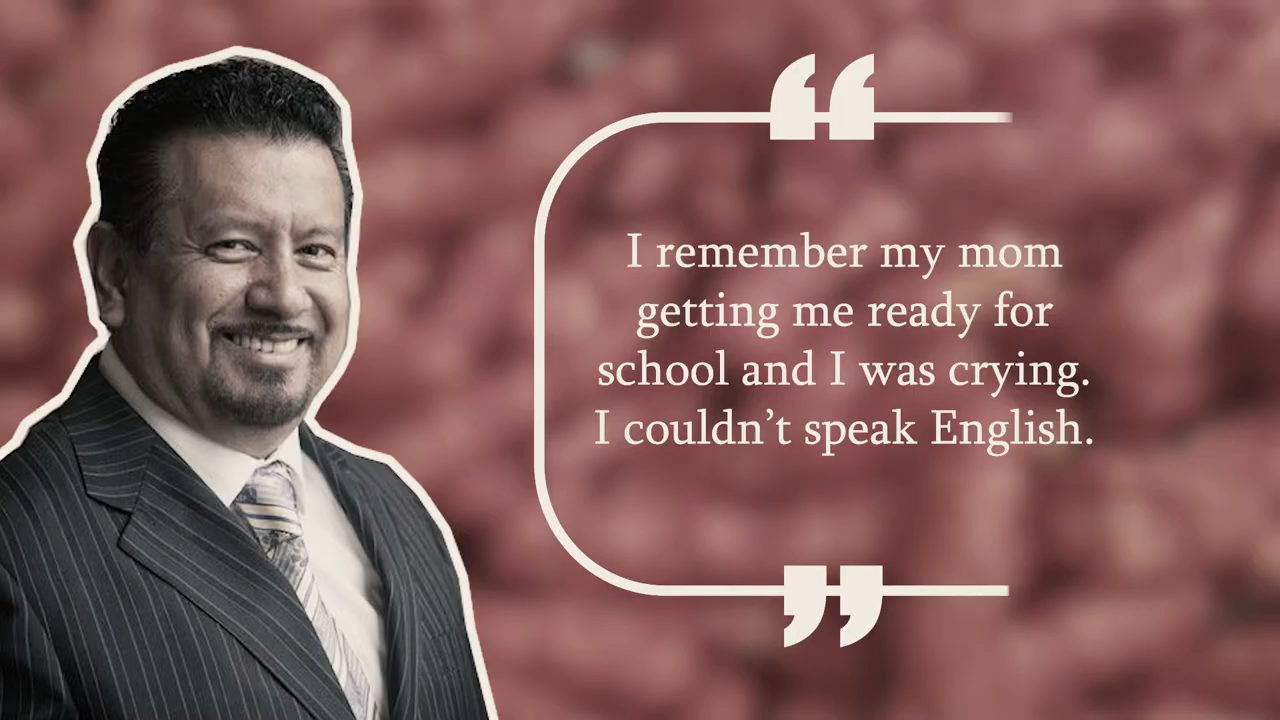 “
I remember my mom
getting me ready for
school and I was crying.
I couldn’t speak English.
”